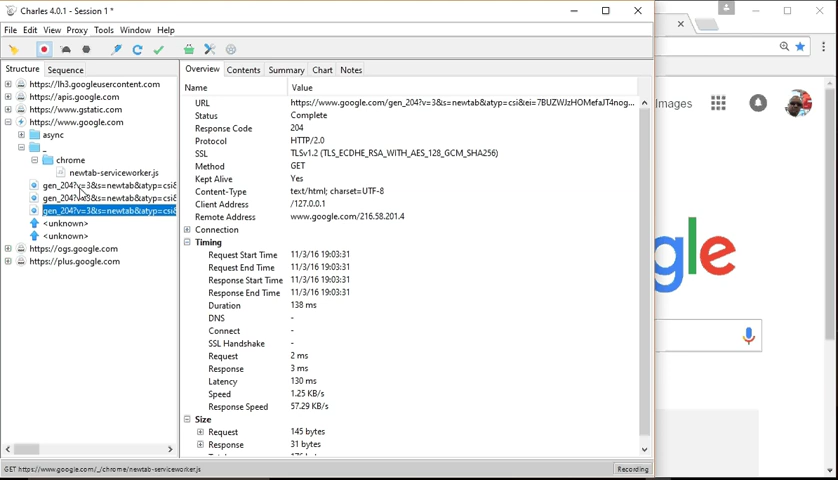 Charles 4.0.1 - Session 1 *
File Edit View Proxy Tools Window Help
Structure Sequence
https://lh3.googleusercontent.com
https://apis.google.com
https://www.gstatic.com
https://www.google.com
async
_
chrome
newtab-serviceworker.js
gen_204?v=3&s=newtab&atyp=csi&
gen_204?v=3&s=newtab&atyp=csi&
gen_204?v=3&s=newtab&atyp=csi&
<unknown>
<unknown>
https://ogs.google.com
https://plus.google.com
Overview Contents Summary Chart Notes
Name Value
URL https://www.google.com/gen_204?v=3&s=newtab&atyp=csi&ei=7BUZWJzHOMefaJT4nog...
Status Complete
Response Code 204
Protocol HTTP/2.0
SSL TLSv1.2 (TLS_ECDHE_RSA_WITH_AES_128_GCM_SHA256)
Method GET
Kept Alive Yes
Content-Type text/html; charset=UTF-8
Client Address /127.0.0.1
Remote Address www.google.com/216.58.201.4
Connection
Timing
Request Start Time 11/3/16 19:03:31
Request End Time 11/3/16 19:03:31
Response Start Time 11/3/16 19:03:31
Response End Time 11/3/16 19:03:31
Duration 138 ms
DNS -
Connect -
SSL Handshake -
Request 2 ms
Response 3 ms
Latency 130 ms
Speed 1.25 KB/s
Response Speed 57.29 KB/s
Size
Request 145 bytes
Response 31 bytes
GET https://www.google.com/_/chrome/newtab-serviceworker.js
Recording
Images
gle